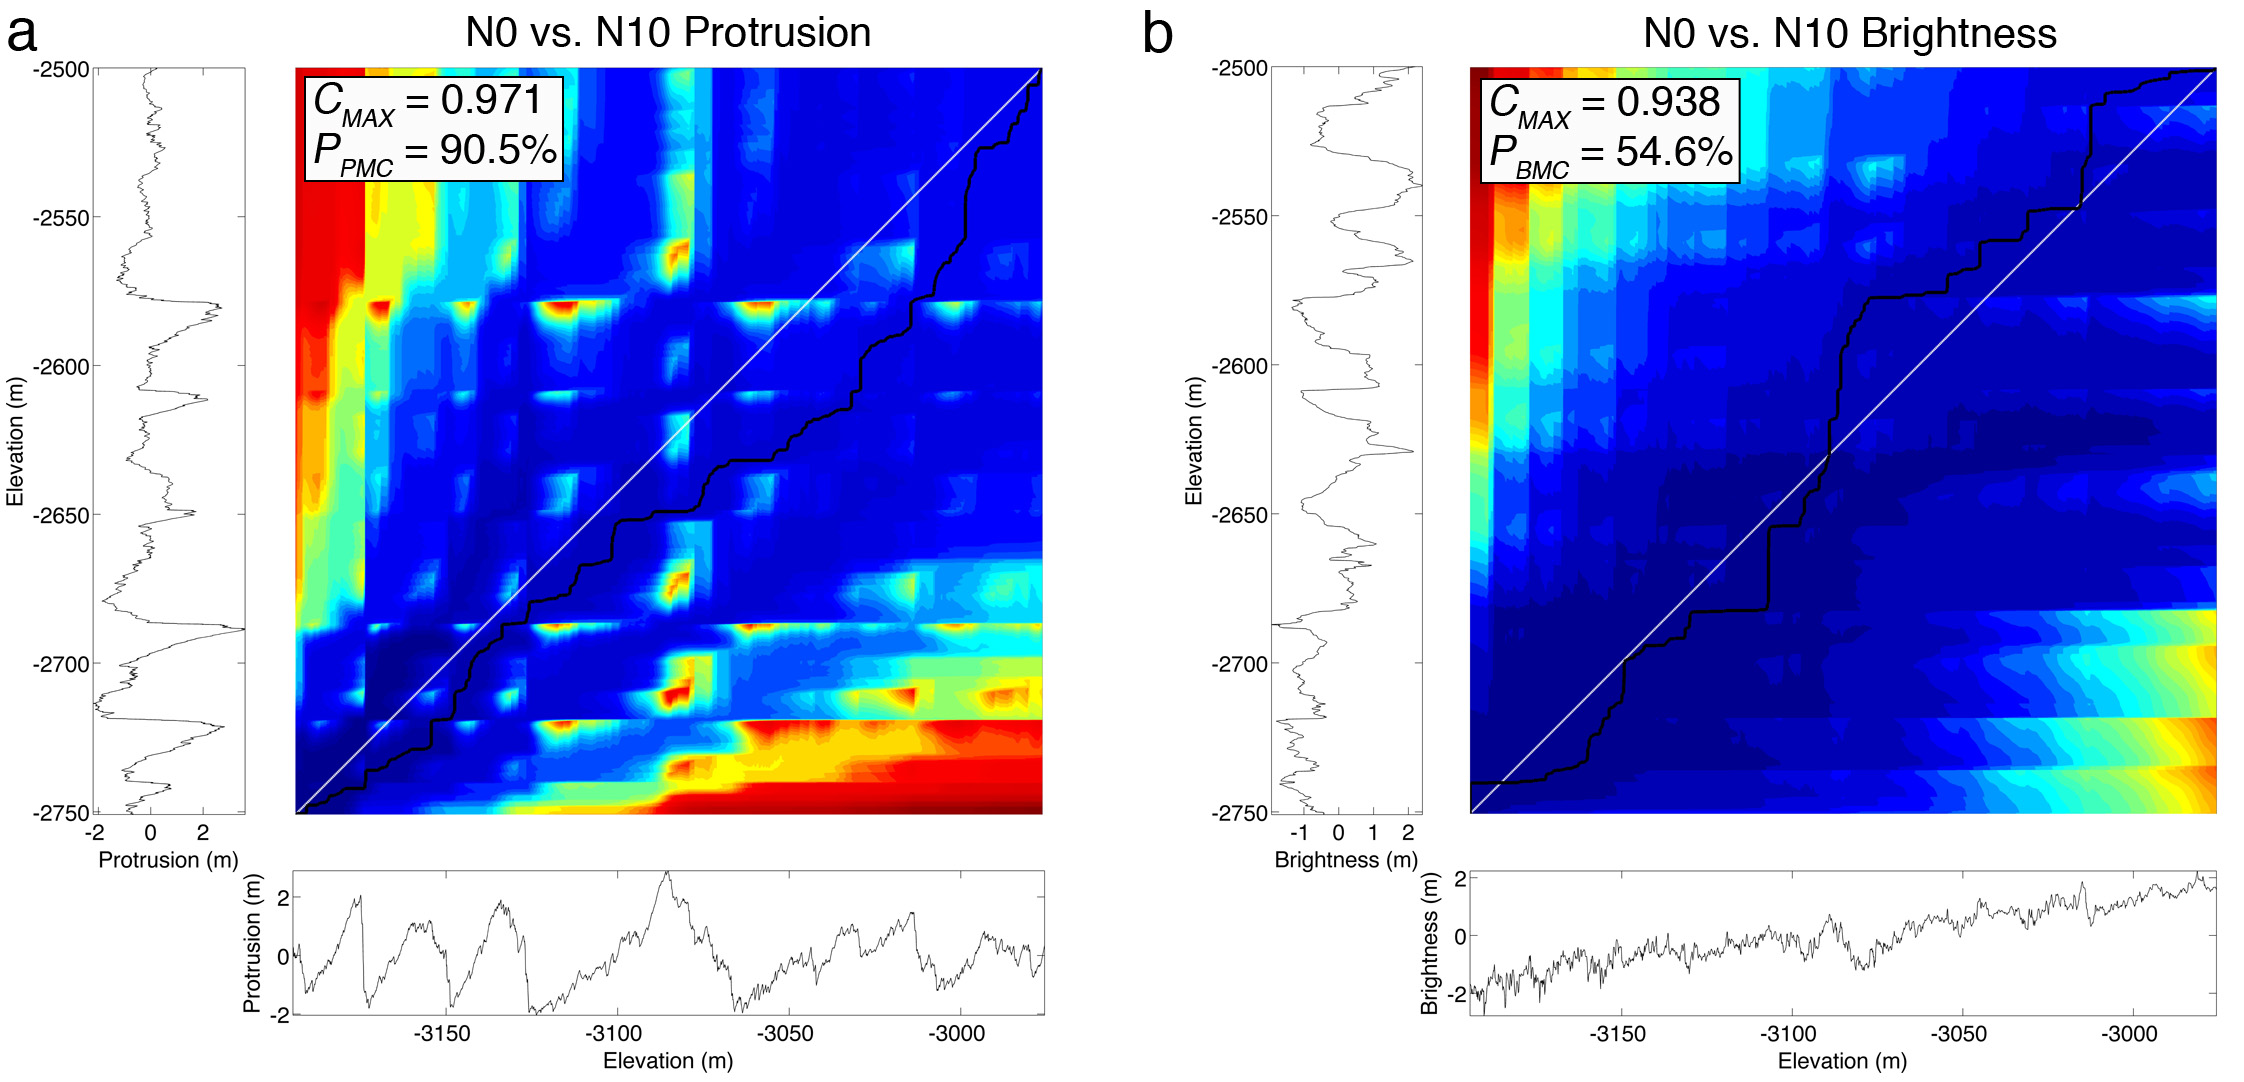 a
N0 vs. N10 Protrusion
C_MAX = 0.971
P_PMC = 90.5%
-2500
-2550
-2600
-2650
-2700
-2750
Elevation (m)
-2 0 2
Protrusion (m)
Protrusion (m)
2
0
-2
-3150 -3100 -3050 -3000
Elevation (m)
b
N0 vs. N10 Brightness
C_MAX = 0.938
P_BMC = 54.6%
-2500
-2550
-2600
-2650
-2700
-2750
Elevation (m)
-1 0 1 2
Brightness (m)
Brightness (m)
2
0
-2
-3150 -3100 -3050 -3000
Elevation (m)